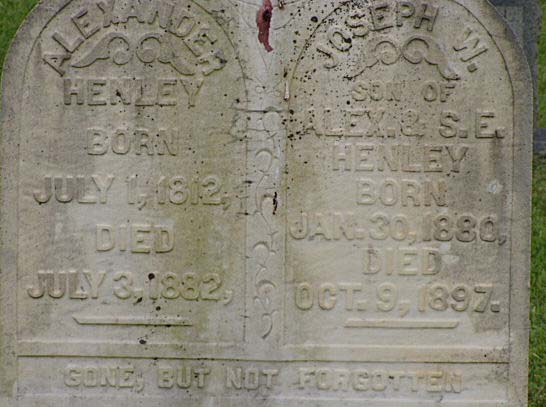 ALEXANDER
HENLEY
BORN
JULY 1, 1812,
DIED
JULY 3, 1882,
JOSEPH W.
SON OF
ALEX. & S. E.
HENLEY
BORN
JAN. 30, 1880,
DIED
OCT. 9, 1897.
GONE, BUT NOT FORGOTTEN